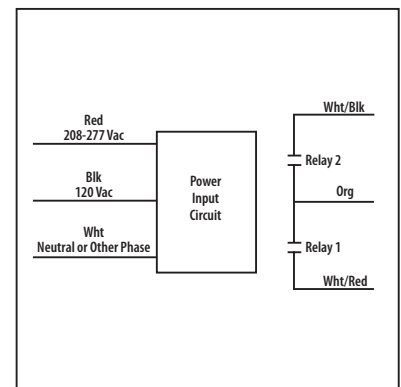 Red
208-277 Vac
Blk
120 Vac
Wht
Neutral or Other Phase
Power
Input
Circuit
Wht/Blk
Relay 2
Org
Relay 1
Wht/Red